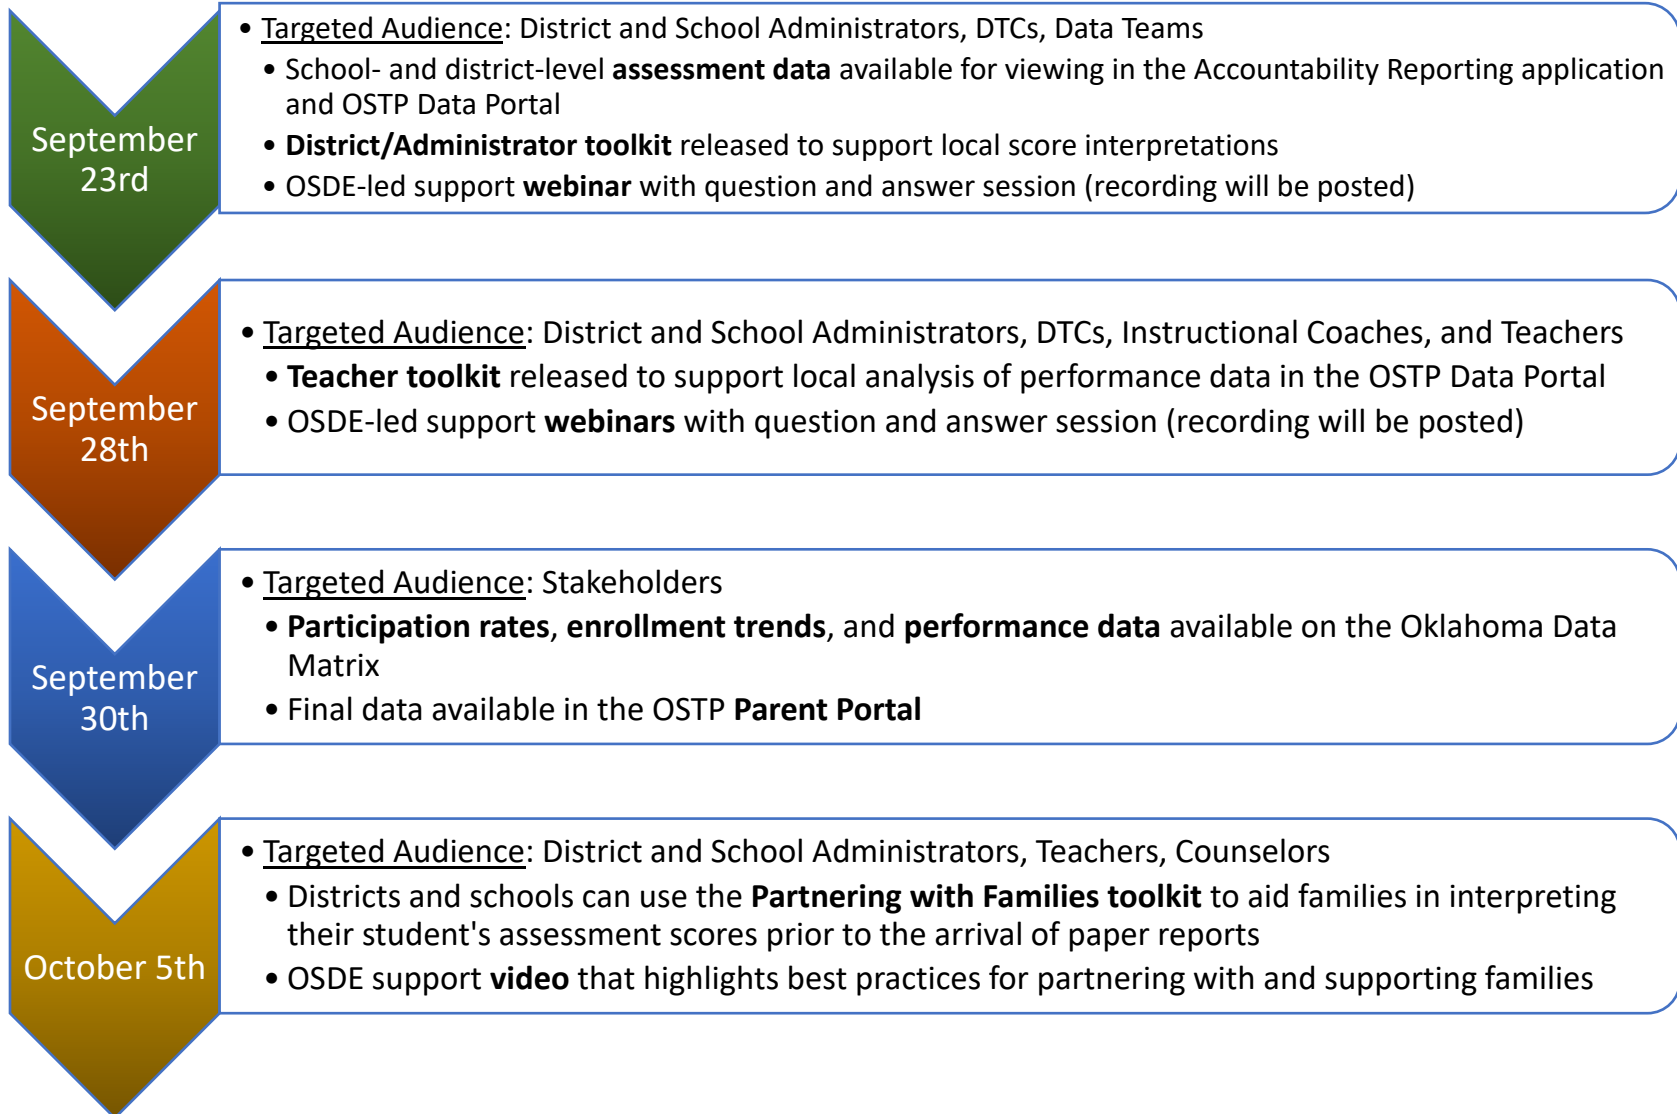 September
23rd
• Targeted Audience: District and School Administrators, DTCs, Data Teams
• School- and district-level assessment data available for viewing in the Accountability Reporting application
and OSTP Data Portal
• District/Administrator toolkit released to support local score interpretations
• OSDE-led support webinar with question and answer session (recording will be posted)
September
28th
• Targeted Audience: District and School Administrators, DTCs, Instructional Coaches, and Teachers
• Teacher toolkit released to support local analysis of performance data in the OSTP Data Portal
• OSDE-led support webinars with question and answer session (recording will be posted)
September
30th
• Targeted Audience: Stakeholders
• Participation rates, enrollment trends, and performance data available on the Oklahoma Data
Matrix
• Final data available in the OSTP Parent Portal
October 5th
• Targeted Audience: District and School Administrators, Teachers, Counselors
• Districts and schools can use the Partnering with Families toolkit to aid families in interpreting
their student's assessment scores prior to the arrival of paper reports
• OSDE support video that highlights best practices for partnering with and supporting families